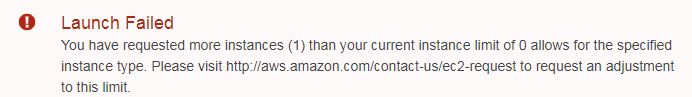 Launch Failed
You have requested more instances (1) than your current instance limit of 0 allows for the specified
instance type. Please visit http://aws.amazon.com/contact-us/ec2-request to request an adjustment
to this limit.